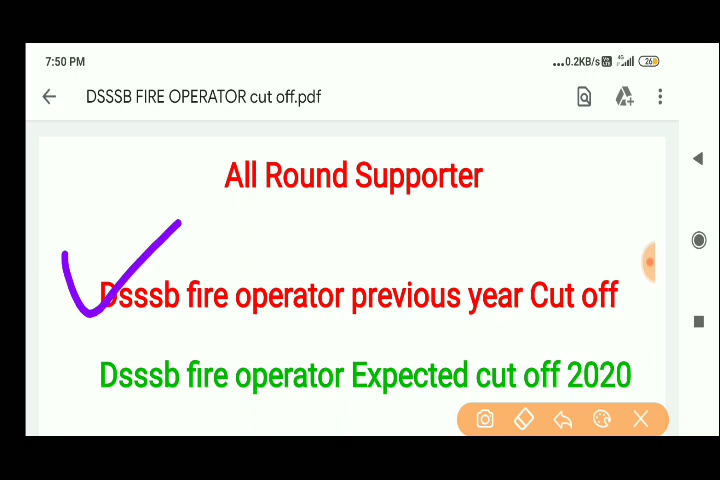 7:50 PM
...0.2KB/s 4G 26
DSSSB FIRE OPERATOR cut off.pdf
All Round Supporter
Dsssb fire operator previous year Cut off
Dsssb fire operator Expected cut off 2020